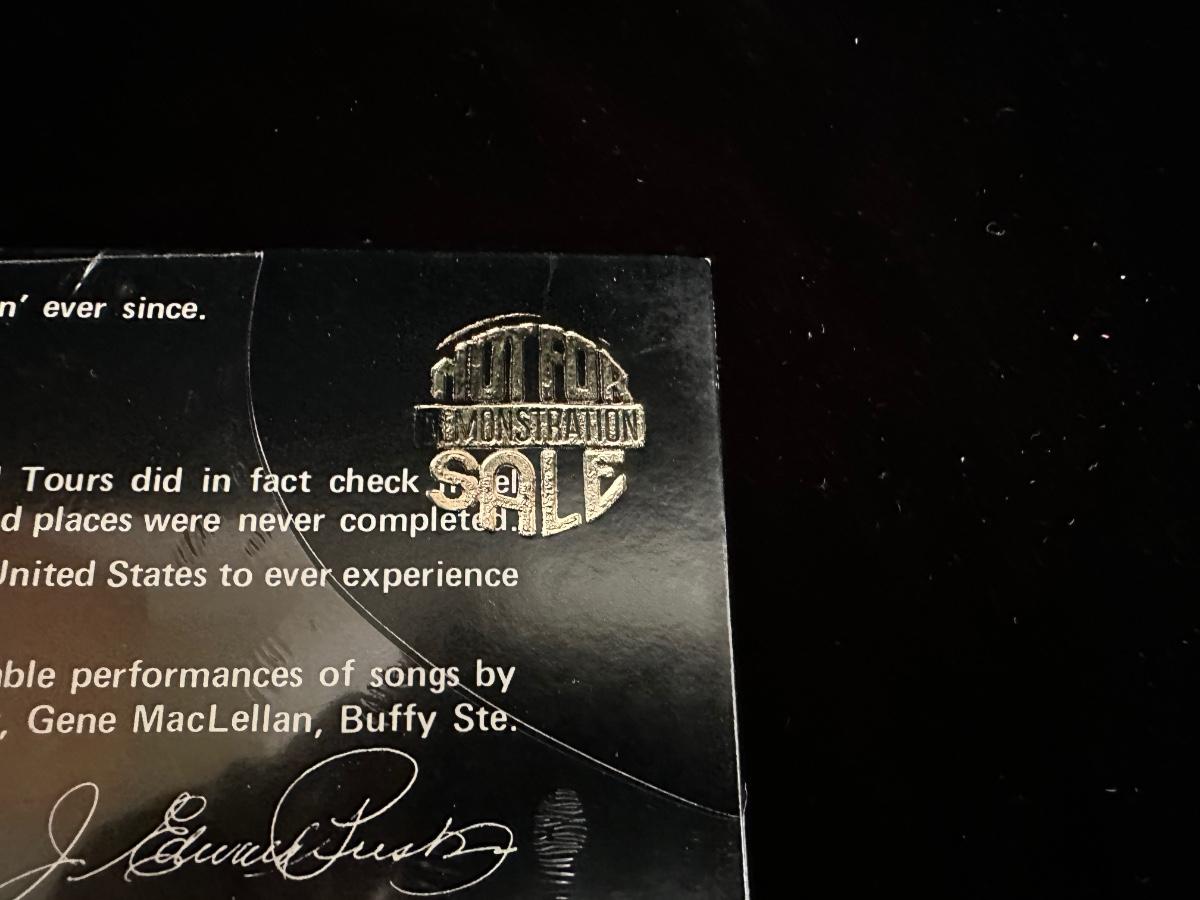 n' ever since.
NOT FOR
DEMONSTRATION
SALE
Tours did in fact check
d places were never completed.
United States to ever experience
able performances of songs by
, Gene MacLellan, Buffy Ste.
J. Edward